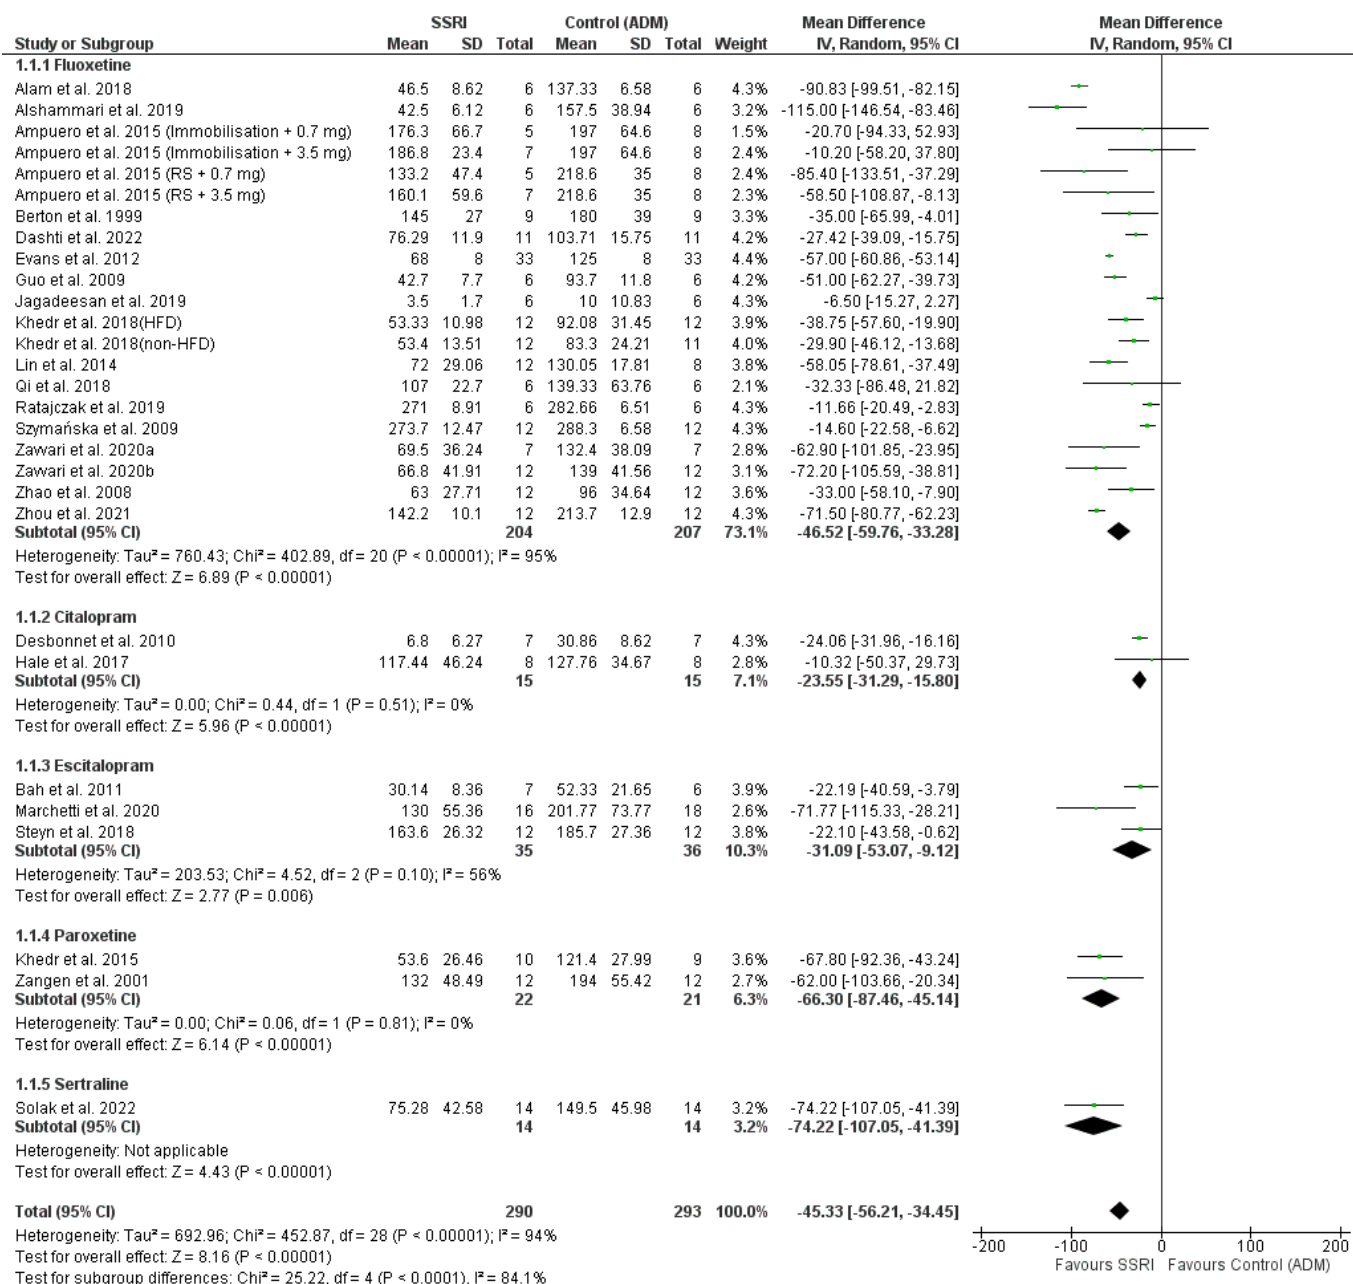 SSRI Control (ADM) Mean Difference Mean Difference
Study or Subgroup Mean SD Total Mean SD Total Weight IV, Random, 95% CI IV, Random, 95% CI
1.1.1 Fluoxetine
Alam et al. 2018 46.5 8.62 6 137.33 6.58 6 4.3% -90.83 [-99.51, -82.15]
Alshammari et al. 2019 42.5 6.12 6 157.5 38.94 6 3.2% -115.00 [-146.54, -83.46]
Ampuero et al. 2015 (Immobilisation + 0.7 mg) 176.3 66.7 5 197 64.6 8 1.5% -20.70 [-94.33, 52.93]
Ampuero et al. 2015 (Immobilisation + 3.5 mg) 186.8 23.4 7 197 64.6 8 2.4% -10.20 [-58.20, 37.80]
Ampuero et al. 2015 (RS + 0.7 mg) 133.2 47.4 5 218.6 35 8 2.4% -85.40 [-133.51, -37.29]
Ampuero et al. 2015 (RS + 3.5 mg) 160.1 59.6 7 218.6 35 8 2.4% -58.50 [-108.87, -8.13]
Berton et al. 1999 145 27 9 180 39 9 3.3% -35.00 [-65.99, -4.01]
Dashti et al. 2022 76.29 11.9 11 103.71 15.75 11 4.2% -27.42 [-39.09, -15.75]
Evans et al. 2012 68 8 33 125 8 33 4.4% -57.00 [-60.86, -53.14]
Guo et al. 2009 42.7 7.7 6 93.7 11.8 6 4.2% -51.00 [-62.27, -39.73]
Jagadeesan et al. 2019 3.5 1.7 6 10 10.83 6 4.3% -6.50 [-15.27, 2.27]
Khedr et al. 2018(HFD) 53.33 10.98 12 92.08 31.45 12 3.9% -38.75 [-57.60, -19.90]
Khedr et al. 2018(non-HFD) 53.4 13.51 12 83.3 24.21 11 4.0% -29.90 [-46.12, -13.68]
Lin et al. 2014 72 29.06 12 130.05 17.81 8 3.8% -58.05 [-78.61, -37.49]
Qi et al. 2018 107 22.7 6 139.33 63.76 6 2.1% -32.33 [-86.48, 21.82]
Ratajczak et al. 2019 271 8.91 6 282.66 6.51 6 4.3% -11.66 [-20.49, -2.83]
Szymańska et al. 2009 273.7 12.47 12 288.3 6.58 12 4.3% -14.60 [-22.58, -6.62]
Zawari et al. 2020a 69.5 36.24 7 132.4 38.09 7 2.8% -62.90 [-101.85, -23.95]
Zawari et al. 2020b 66.8 41.91 12 139 41.56 12 3.1% -72.20 [-105.59, -38.81]
Zhao et al. 2008 63 27.71 12 96 34.64 12 3.6% -33.00 [-58.10, -7.90]
Zhou et al. 2021 142.2 10.1 12 213.7 12.9 12 4.3% -71.50 [-80.77, -62.23]
Subtotal (95% CI) 204 207 73.1% -46.52 [-59.76, -33.28]
Heterogeneity: Tau² = 760.43; Chi² = 402.89, df = 20 (P < 0.00001); I² = 95%
Test for overall effect: Z = 6.89 (P < 0.00001)
1.1.2 Citalopram
Desbonnet et al. 2010 6.8 6.27 7 30.86 8.62 7 4.3% -24.06 [-31.96, -16.16]
Hale et al. 2017 117.44 46.24 8 127.76 34.67 8 2.8% -10.32 [-50.37, 29.73]
Subtotal (95% CI) 15 15 7.1% -23.55 [-31.29, -15.80]
Heterogeneity: Tau² = 0.00; Chi² = 0.44, df = 1 (P = 0.51); I² = 0%
Test for overall effect: Z = 5.96 (P < 0.00001)
1.1.3 Escitalopram
Bah et al. 2011 30.14 8.36 7 52.33 21.65 6 3.9% -22.19 [-40.59, -3.79]
Marchetti et al. 2020 130 55.36 16 201.77 73.77 18 2.6% -71.77 [-115.33, -28.21]
Steyn et al. 2018 163.6 26.32 12 185.7 27.36 12 3.8% -22.10 [-43.58, -0.62]
Subtotal (95% CI) 35 36 10.3% -31.09 [-53.07, -9.12]
Heterogeneity: Tau² = 203.53; Chi² = 4.52, df = 2 (P = 0.10); I² = 56%
Test for overall effect: Z = 2.77 (P = 0.006)
1.1.4 Paroxetine
Khedr et al. 2015 53.6 26.46 10 121.4 27.99 9 3.6% -67.80 [-92.36, -43.24]
Zangen et al. 2001 132 48.49 12 194 55.42 12 2.7% -62.00 [-103.66, -20.34]
Subtotal (95% CI) 22 21 6.3% -66.30 [-87.46, -45.14]
Heterogeneity: Tau² = 0.00; Chi² = 0.06, df = 1 (P = 0.81); I² = 0%
Test for overall effect: Z = 6.14 (P < 0.00001)
1.1.5 Sertraline
Solak et al. 2022 75.28 42.58 14 149.5 45.98 14 3.2% -74.22 [-107.05, -41.39]
Subtotal (95% CI) 14 14 3.2% -74.22 [-107.05, -41.39]
Heterogeneity: Not applicable
Test for overall effect: Z = 4.43 (P < 0.00001)
Total (95% CI) 290 293 100.0% -45.33 [-56.21, -34.45]
Heterogeneity: Tau² = 692.96; Chi² = 452.87, df = 28 (P < 0.00001); I² = 94%
Test for overall effect: Z = 8.16 (P < 0.00001)
Test for subgroup differences: Chi² = 25.22, df = 4 (P < 0.0001), I² = 84.1%
-200 -100 0 100 200
Favours SSRI Favours Control (ADM)